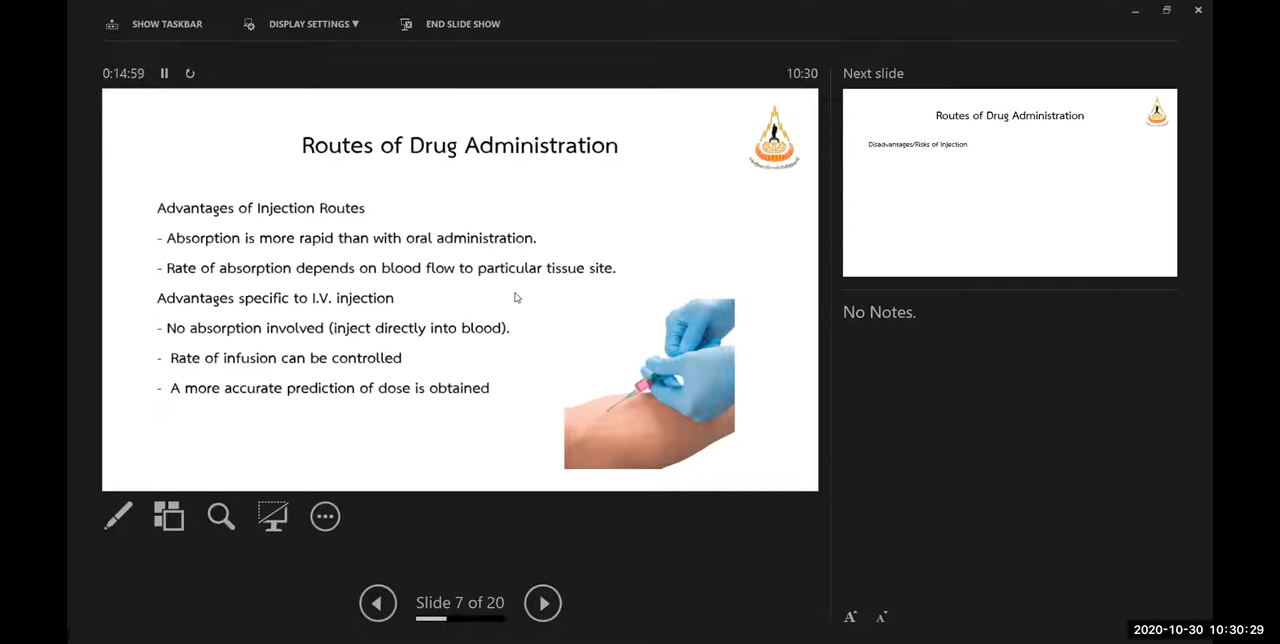 SHOW TASKBAR
DISPLAY SETTINGS ▼
END SLIDE SHOW
0:14:59
10:30
Next slide
Routes of Drug Administration
Advantages of Injection Routes
- Absorption is more rapid than with oral administration.
- Rate of absorption depends on blood flow to particular tissue site.
Advantages specific to I.V. injection
- No absorption involved (inject directly into blood).
- Rate of infusion can be controlled
- A more accurate prediction of dose is obtained
Routes of Drug Administration
Disadvantages/Risks of Injection
No Notes.
Slide 7 of 20
A A
2020-10-30 10:30:29